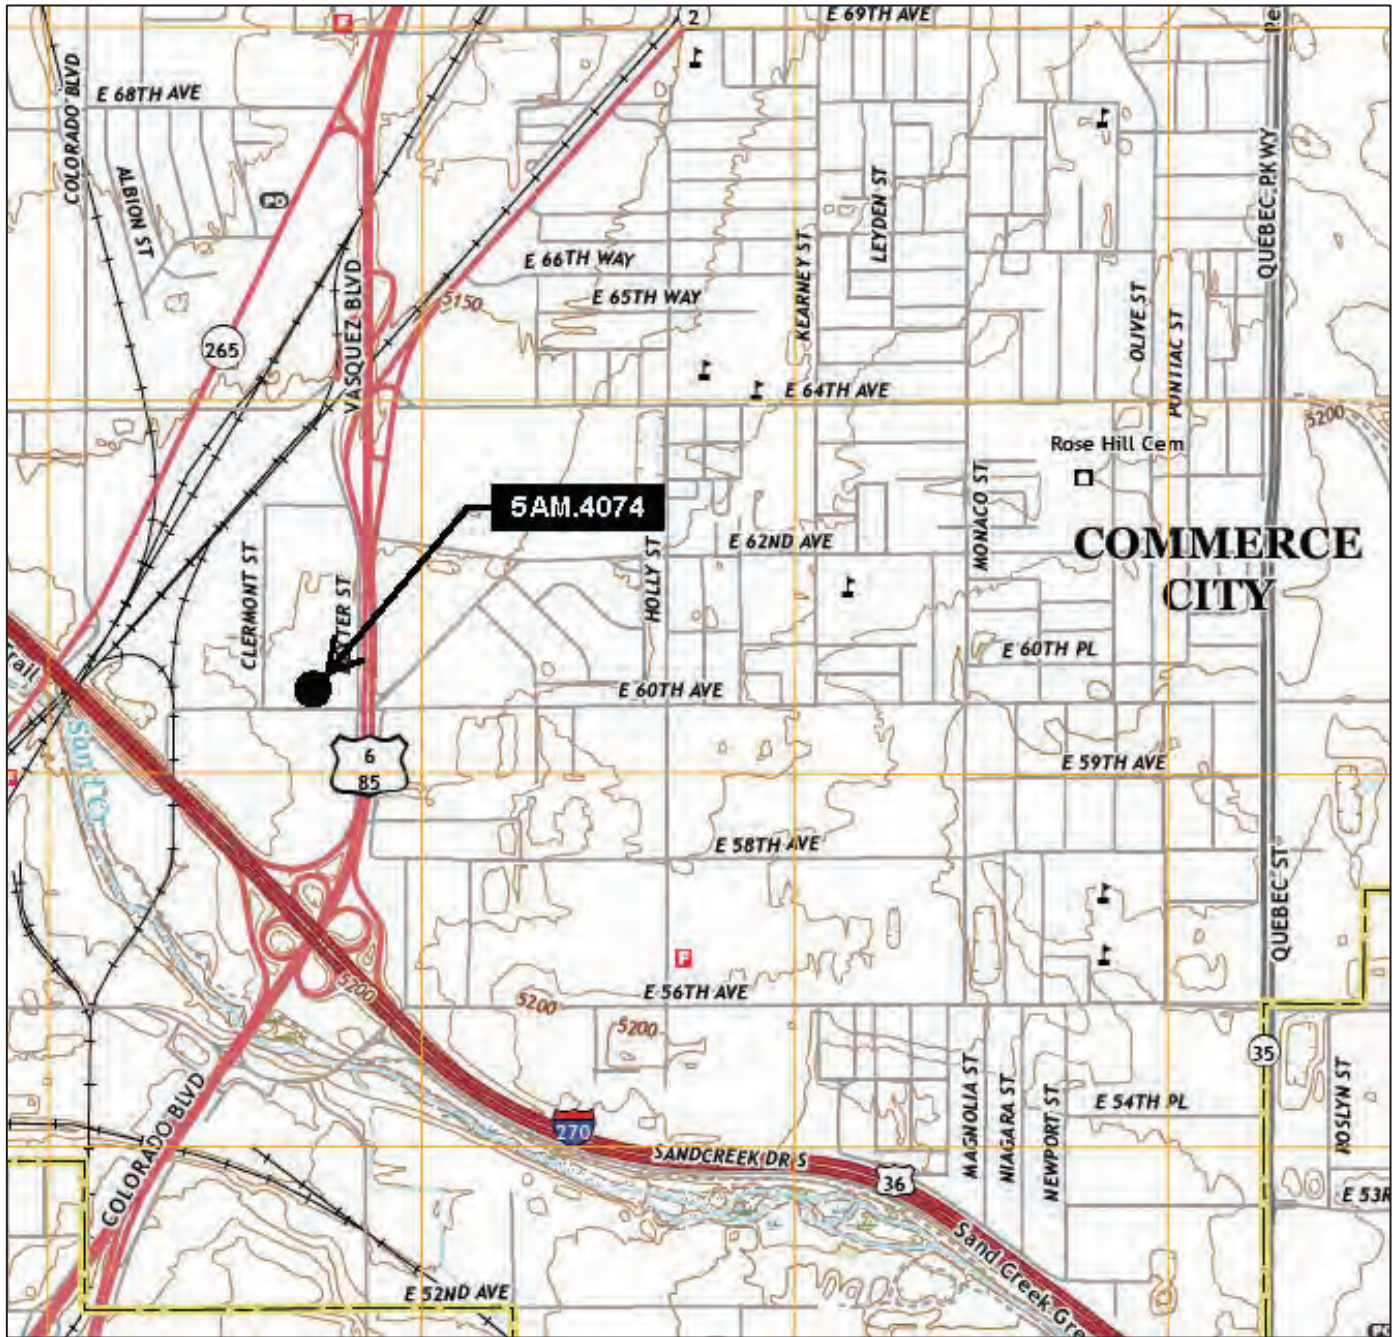 E 69TH AVE
2
COLORADO BLVD
E 68TH AVE
ALBION ST
PD
VASQUEZ BLVD
265
5150
E 66TH WAY
E 65TH WAY
KEARNEY ST
LEYDEN ST
OLIVE ST
PONTIAC ST
QUEBEC PKWY
E 64TH AVE
5200
Rose Hill Cem
5AM.4074
COMMERCE
CITY
E 62ND AVE
MONACO ST
HOLLY ST
CLERMONT ST
E 60TH PL
E 60TH AVE
Trail
Sand Cr
6
85
E 59TH AVE
E 58TH AVE
QUEBEC ST
F
5200
5200
5200
E 56TH AVE
35
MAGNOLIA ST
NIAGARA ST
NEWPORT ST
E 54TH PL
ROSLYN ST
270
SANDCREEK DR S
36
E 53R
COLORADO BLVD
Sand Creek Gre
E 52ND AVE